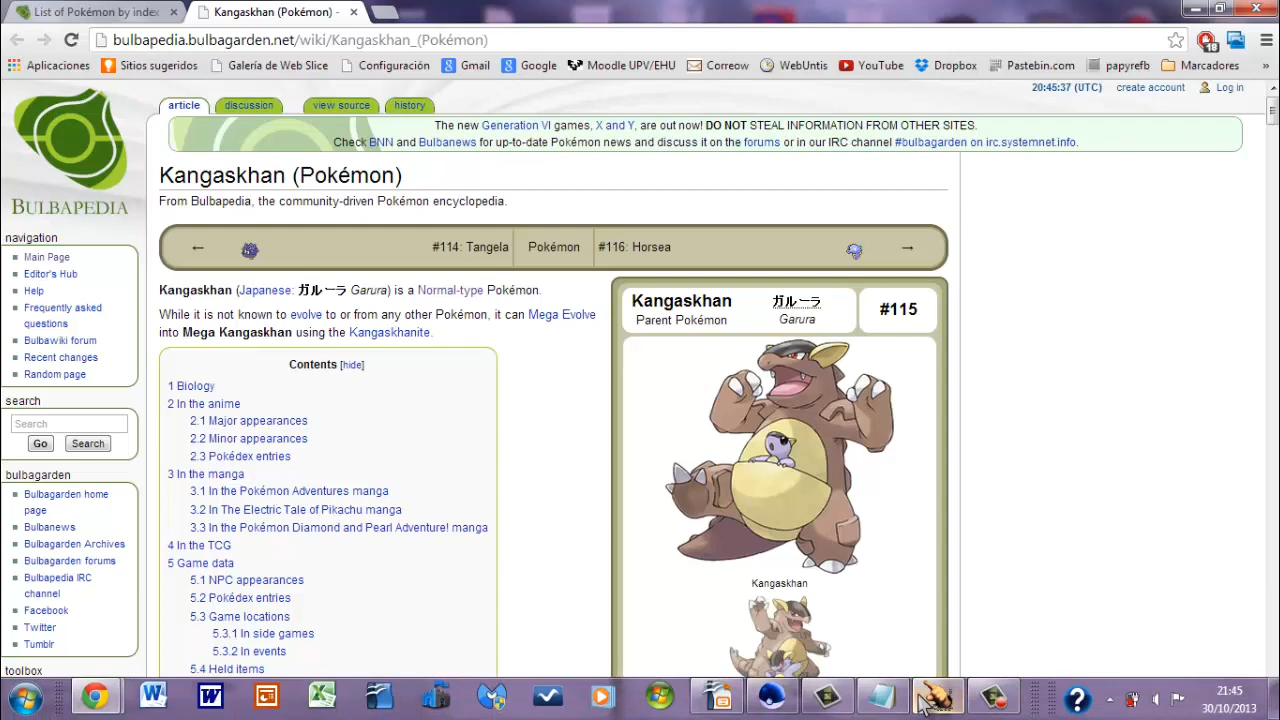 List of Pokémon by index
Kangaskhan (Pokémon) -
bulbapedia.bulbagarden.net/wiki/Kangaskhan_(Pokémon)
18
Aplicaciones
Sitios sugeridos
Galería de Web Slice
Configuración
Gmail
Google
Moodle UPV/EHU
Correow
WebUntis
YouTube
Dropbox
Pastebin.com
papyrefb
Marcadores
20:45:37 (UTC)
create account
Log in
article
discussion
view source
history
The new Generation VI games, X and Y, are out now! DO NOT STEAL INFORMATION FROM OTHER SITES.
Check BNN and Bulbanews for up-to-date Pokémon news and discuss it on the forums or in our IRC channel #bulbagarden on irc.systemnet.info.
BULBAPEDIA
navigation
Main Page
Editor's Hub
Help
Frequently asked
questions
Bulbawiki forum
Recent changes
Random page
search
Search
Go
Search
bulbagarden
Bulbagarden home
page
Bulbanews
Bulbagarden Archives
Bulbagarden forums
Bulbapedia IRC
channel
Facebook
Twitter
Tumblr
toolbox
Kangaskhan (Pokémon)
From Bulbapedia, the community-driven Pokémon encyclopedia.
← #114: Tangela
Pokémon
#116: Horsea →
Kangaskhan (Japanese: ガルーラ Garura) is a Normal-type Pokémon.
While it is not known to evolve to or from any other Pokémon, it can Mega Evolve
into Mega Kangaskhan using the Kangaskhanite.
Contents [hide]
1 Biology
2 In the anime
2.1 Major appearances
2.2 Minor appearances
2.3 Pokédex entries
3 In the manga
3.1 In the Pokémon Adventures manga
3.2 In The Electric Tale of Pikachu manga
3.3 In the Pokémon Diamond and Pearl Adventure! manga
4 In the TCG
5 Game data
5.1 NPC appearances
5.2 Pokédex entries
5.3 Game locations
5.3.1 In side games
5.3.2 In events
5.4 Held items
Kangaskhan
Parent Pokémon
ガルーラ
Garura
#115
Kangaskhan
21:45
30/10/2013